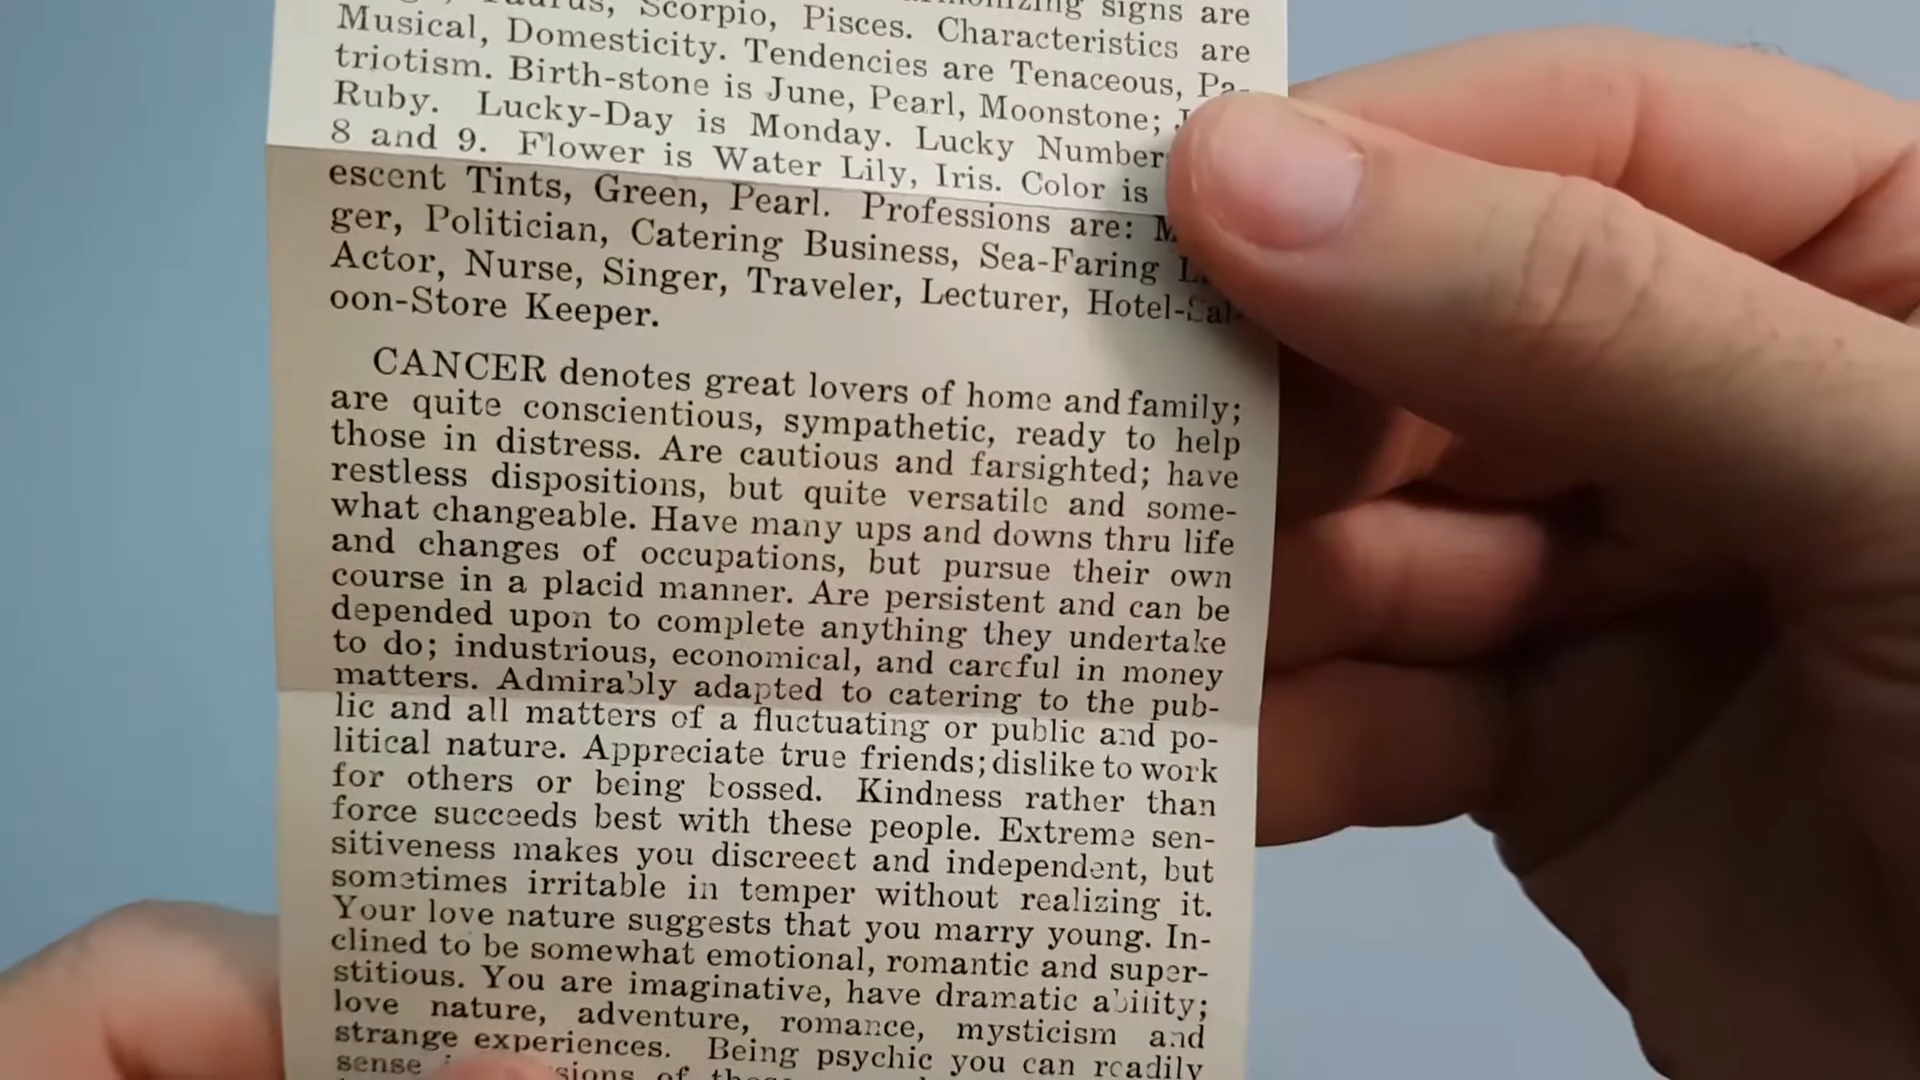 Taurus, Scorpio, Pisces. Characteristics are signs are
Musical, Domesticity. Tendencies are Tenaceous, Pa-
triotism. Birth-stone is June, Pearl, Moonstone;
Ruby. Lucky-Day is Monday. Lucky Number
8 and 9. Flower is Water Lily, Iris. Color is
escent Tints, Green, Pearl. Professions are:
ger, Politician, Catering Business, Sea-Faring
Actor, Nurse, Singer, Traveler, Lecturer, Hotel-Sal-
oon-Store Keeper.
CANCER denotes great lovers of home and family;
are quite conscientious, sympathetic, ready to help
those in distress. Are cautious and farsighted; have
restless dispositions, but quite versatile and some-
what changeable. Have many ups and downs thru life
and changes of occupations, but pursue their own
course in a placid manner. Are persistent and can be
depended upon to complete anything they undertake
to do; industrious, economical, and careful in money
matters. Admirably adapted to catering to the pub-
lic and all matters of a fluctuating or public and po-
litical nature. Appreciate true friends; dislike to work
for others or being bossed. Kindness rather than
force succeeds best with these people. Extreme sen-
sitiveness makes you discreeet and independent, but
sometimes irritable in temper without realizing it.
Your love nature suggests that you marry young. In-
clined to be somewhat emotional, romantic and super-
stitious. You are imaginative, have dramatic ability;
love nature, adventure, romance, mysticism and
strange experiences. Being psychic you can readily
sense of